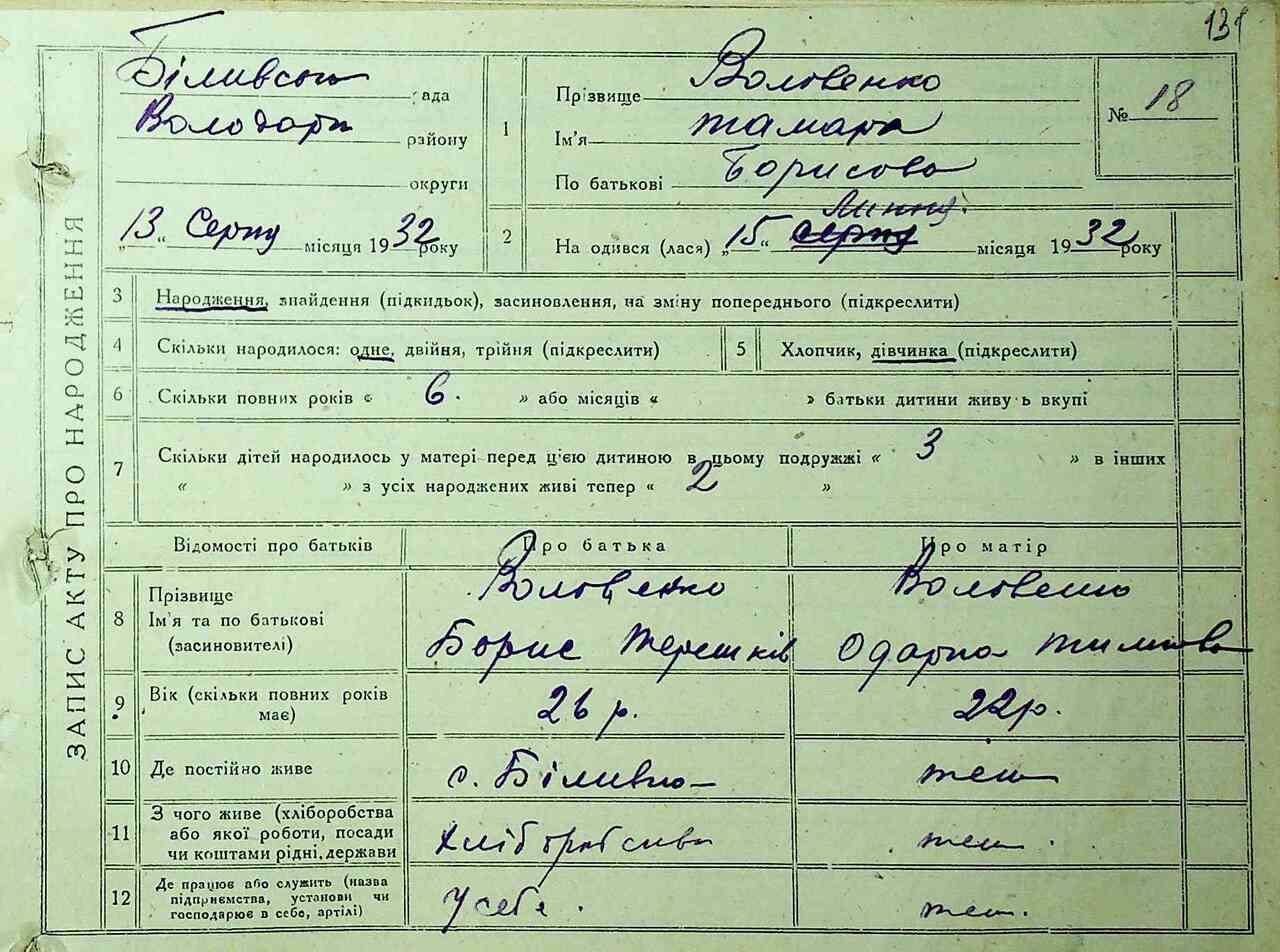 131
ЗАПИС АКТУ ПРО НАРОДЖЕННЯ
Біливська рада
Володарк району
округи
„13“ Серпу місяця 1932 року
1
Прізвище Воловенко
Ім'я Тамара
По батькові Борисова
№ 18
2
Линня
На одився (лася) „15“ серпу місяця 1932 року
3 Народження, знайдення (підкидьок), засиновлення, на зміну попереднього (підкреслити)
4 Скільки народилося: одне, двійня, трійня (підкреслити)
5 Хлопчик, дівчинка (підкреслити)
6 Скільки повних років « 6. » або місяців « » батьки дитини живуть вкупі
7 Скільки дітей народилось у матері перед цією дитиною в цьому подружжі « 3 » в інших
« » з усіх народжених живі тепер « 2 »
Відомості про батьків
Про батька
Про матір
8 Прізвище
Ім'я та по батькові
(засиновителі)
Воловенко
Борис Терешків
Воловенко
Одарка Тимкова
9 Вік (скільки повних років
має)
26 р.
22 р.
10 Де постійно живе
с. Біливка
теж
11 З чого живе (хліборобства
або якої роботи, посади
чи коштами рідні, держави
хліборобства
теж
12 Де працює або служить (назва
підприємства, установи чи
господарює в себе, артілі)
У себе.
теж.